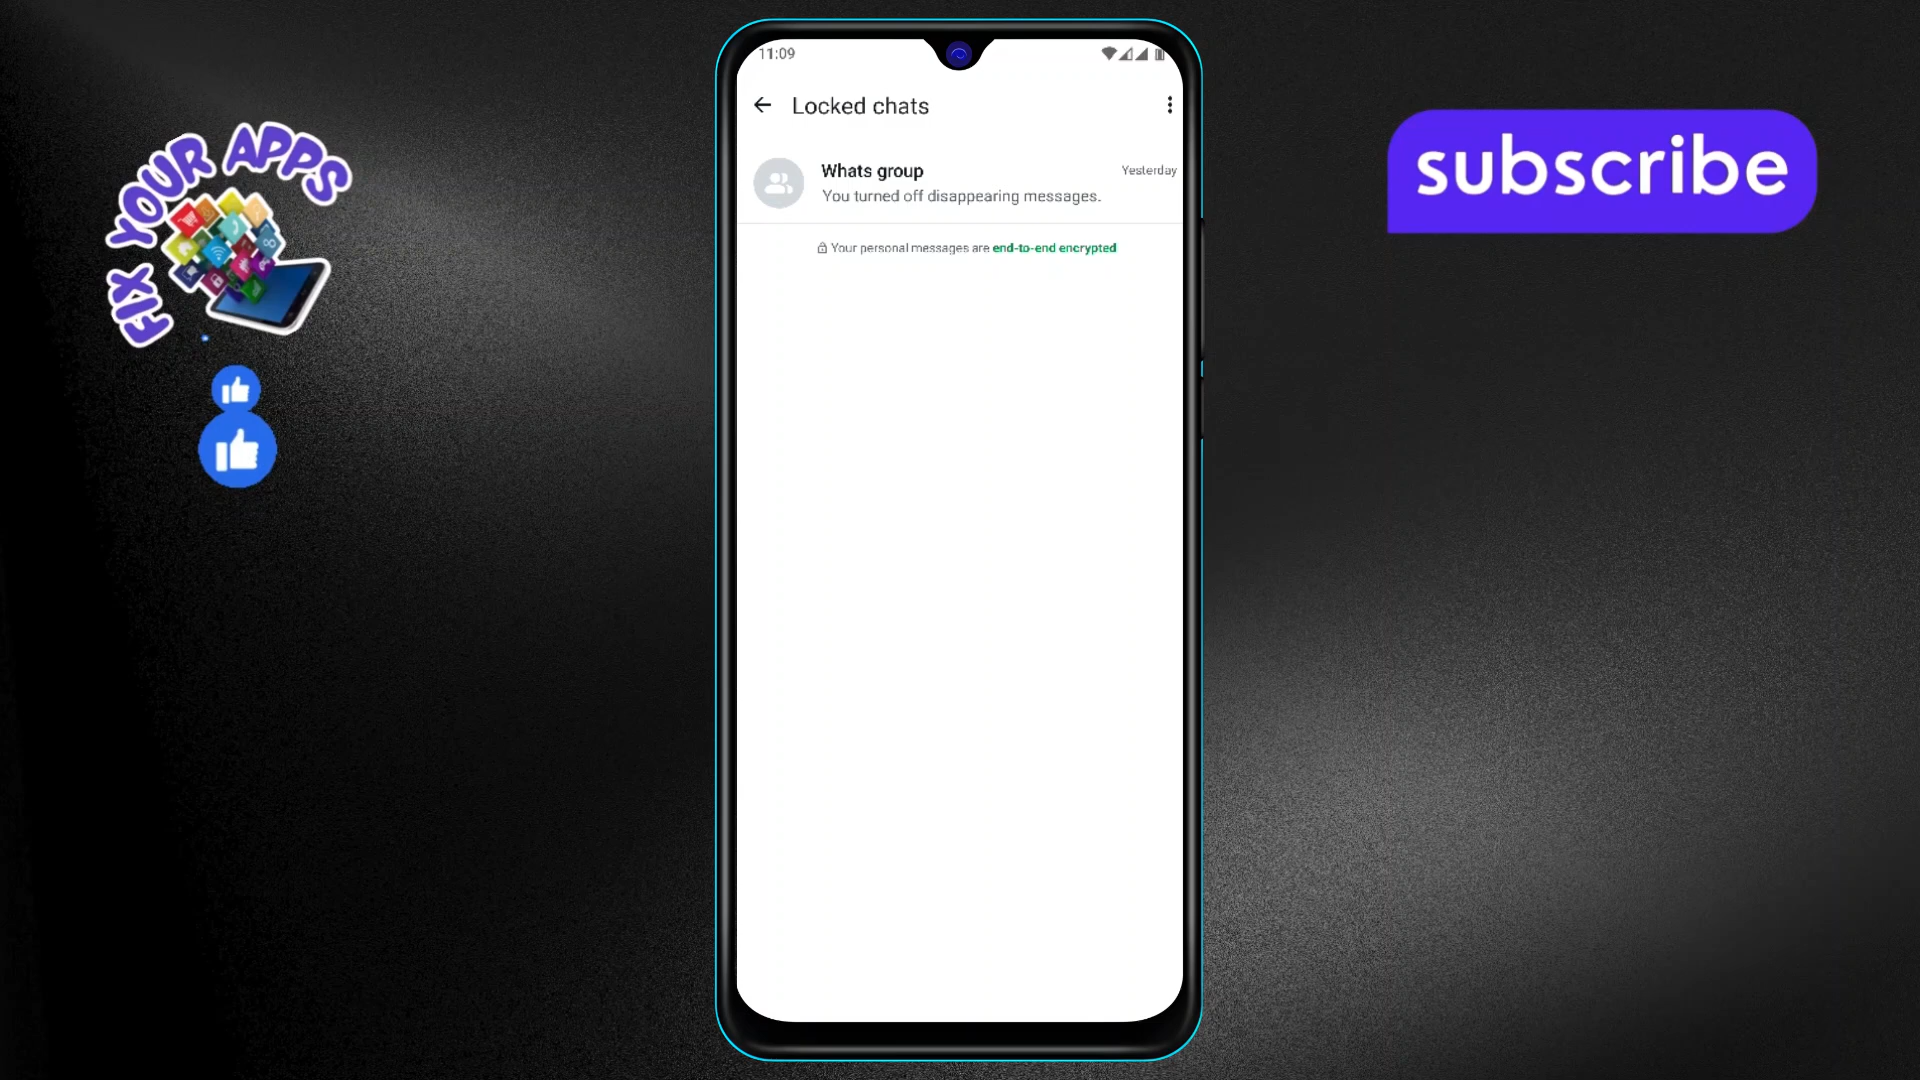 FIX YOUR APPS
11:09
Locked chats
Whats group
Yesterday
You turned off disappearing messages.
Your personal messages are end-to-end encrypted
subscribe